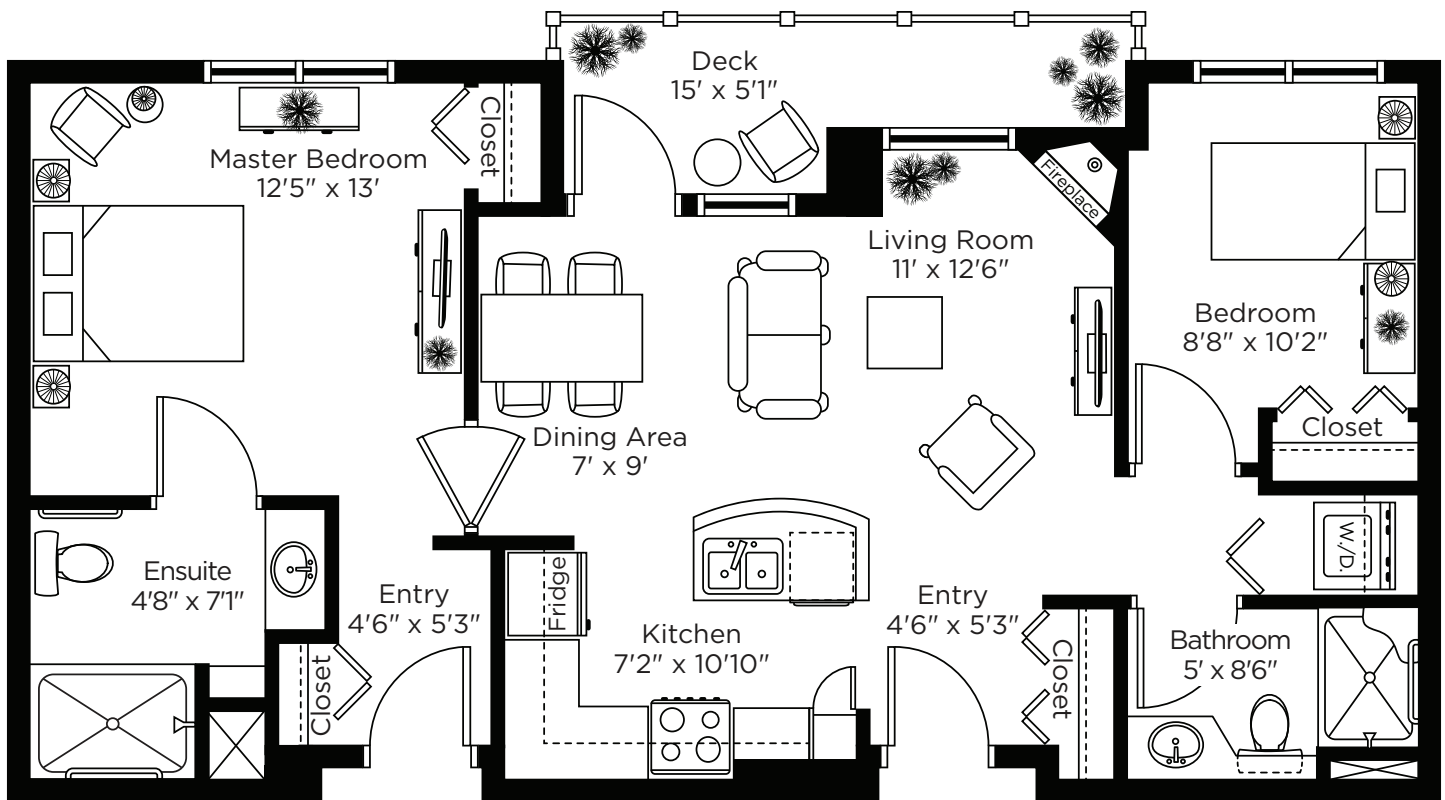 Deck
15' x 5'1"
Closet
Master Bedroom
12'5" x 13'
Fireplace
Living Room
11' x 12'6"
Bedroom
8'8" x 10'2"
Closet
Dining Area
7' x 9'
W./D.
Ensuite
4'8" x 7'1"
Entry
4'6" x 5'3"
Fridge
Kitchen
7'2" x 10'10"
Entry
4'6" x 5'3"
Bathroom
5' x 8'6"
Closet
Closet